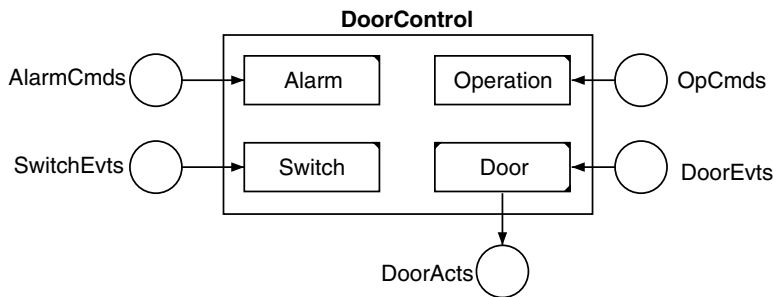 DoorControl
AlarmCmds
Alarm
Operation
OpCmds
SwitchEvts
Switch
Door
DoorEvts
DoorActs